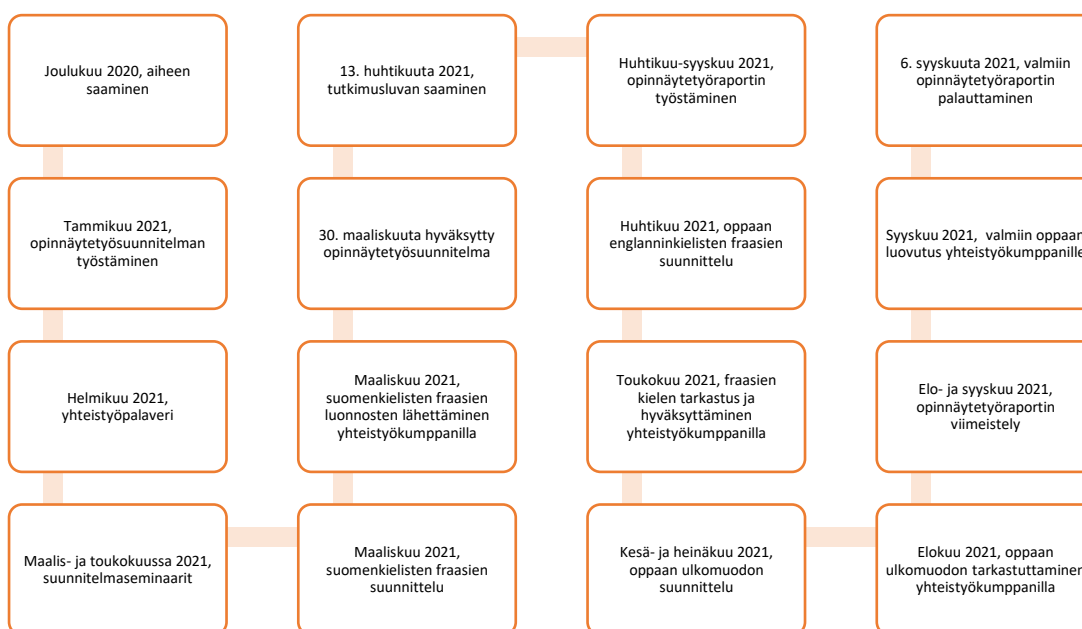 Joulukuu 2020, aiheen
saaminen
Tammikuu 2021,
opinnäytetyösuunnitelman
työstäminen
Helmikuu 2021,
yhteistyöpalaveri
Maalis- ja toukokuussa 2021,
suunnitelmaseminaarit
Maaliskuu 2021,
suomenkielisten fraasien
suunnittelu
Maaliskuu 2021,
suomenkielisten fraasien
luonnosten lähettäminen
yhteistyökumppanilla
30. maaliskuuta hyväksytty
opinnäytetyösuunnitelma
13. huhtikuuta 2021,
tutkimusluvan saaminen
Huhtikuu-syyskuu 2021,
opinnäytetyöraportin
työstäminen
Huhtikuu 2021, oppaan
englanninkielisten fraasien
suunnittelu
Toukokuu 2021, fraasien
kielen tarkastus ja
hyväksyttäminen
yhteistyökumppanilla
Kesä- ja heinäkuu 2021,
oppaan ulkomuodon
suunnittelu
Elokuu 2021, oppaan
ulkomuodon tarkastuttaminen
yhteistyökumppanilla
Elo- ja syyskuu 2021,
opinnäytetyöraportin
viimeistely
Syyskuu 2021, valmiin oppaan
luovutus yhteistyökumppanille
6. syyskuuta 2021, valmiin
opinnäytetyöraportin
palauttaminen